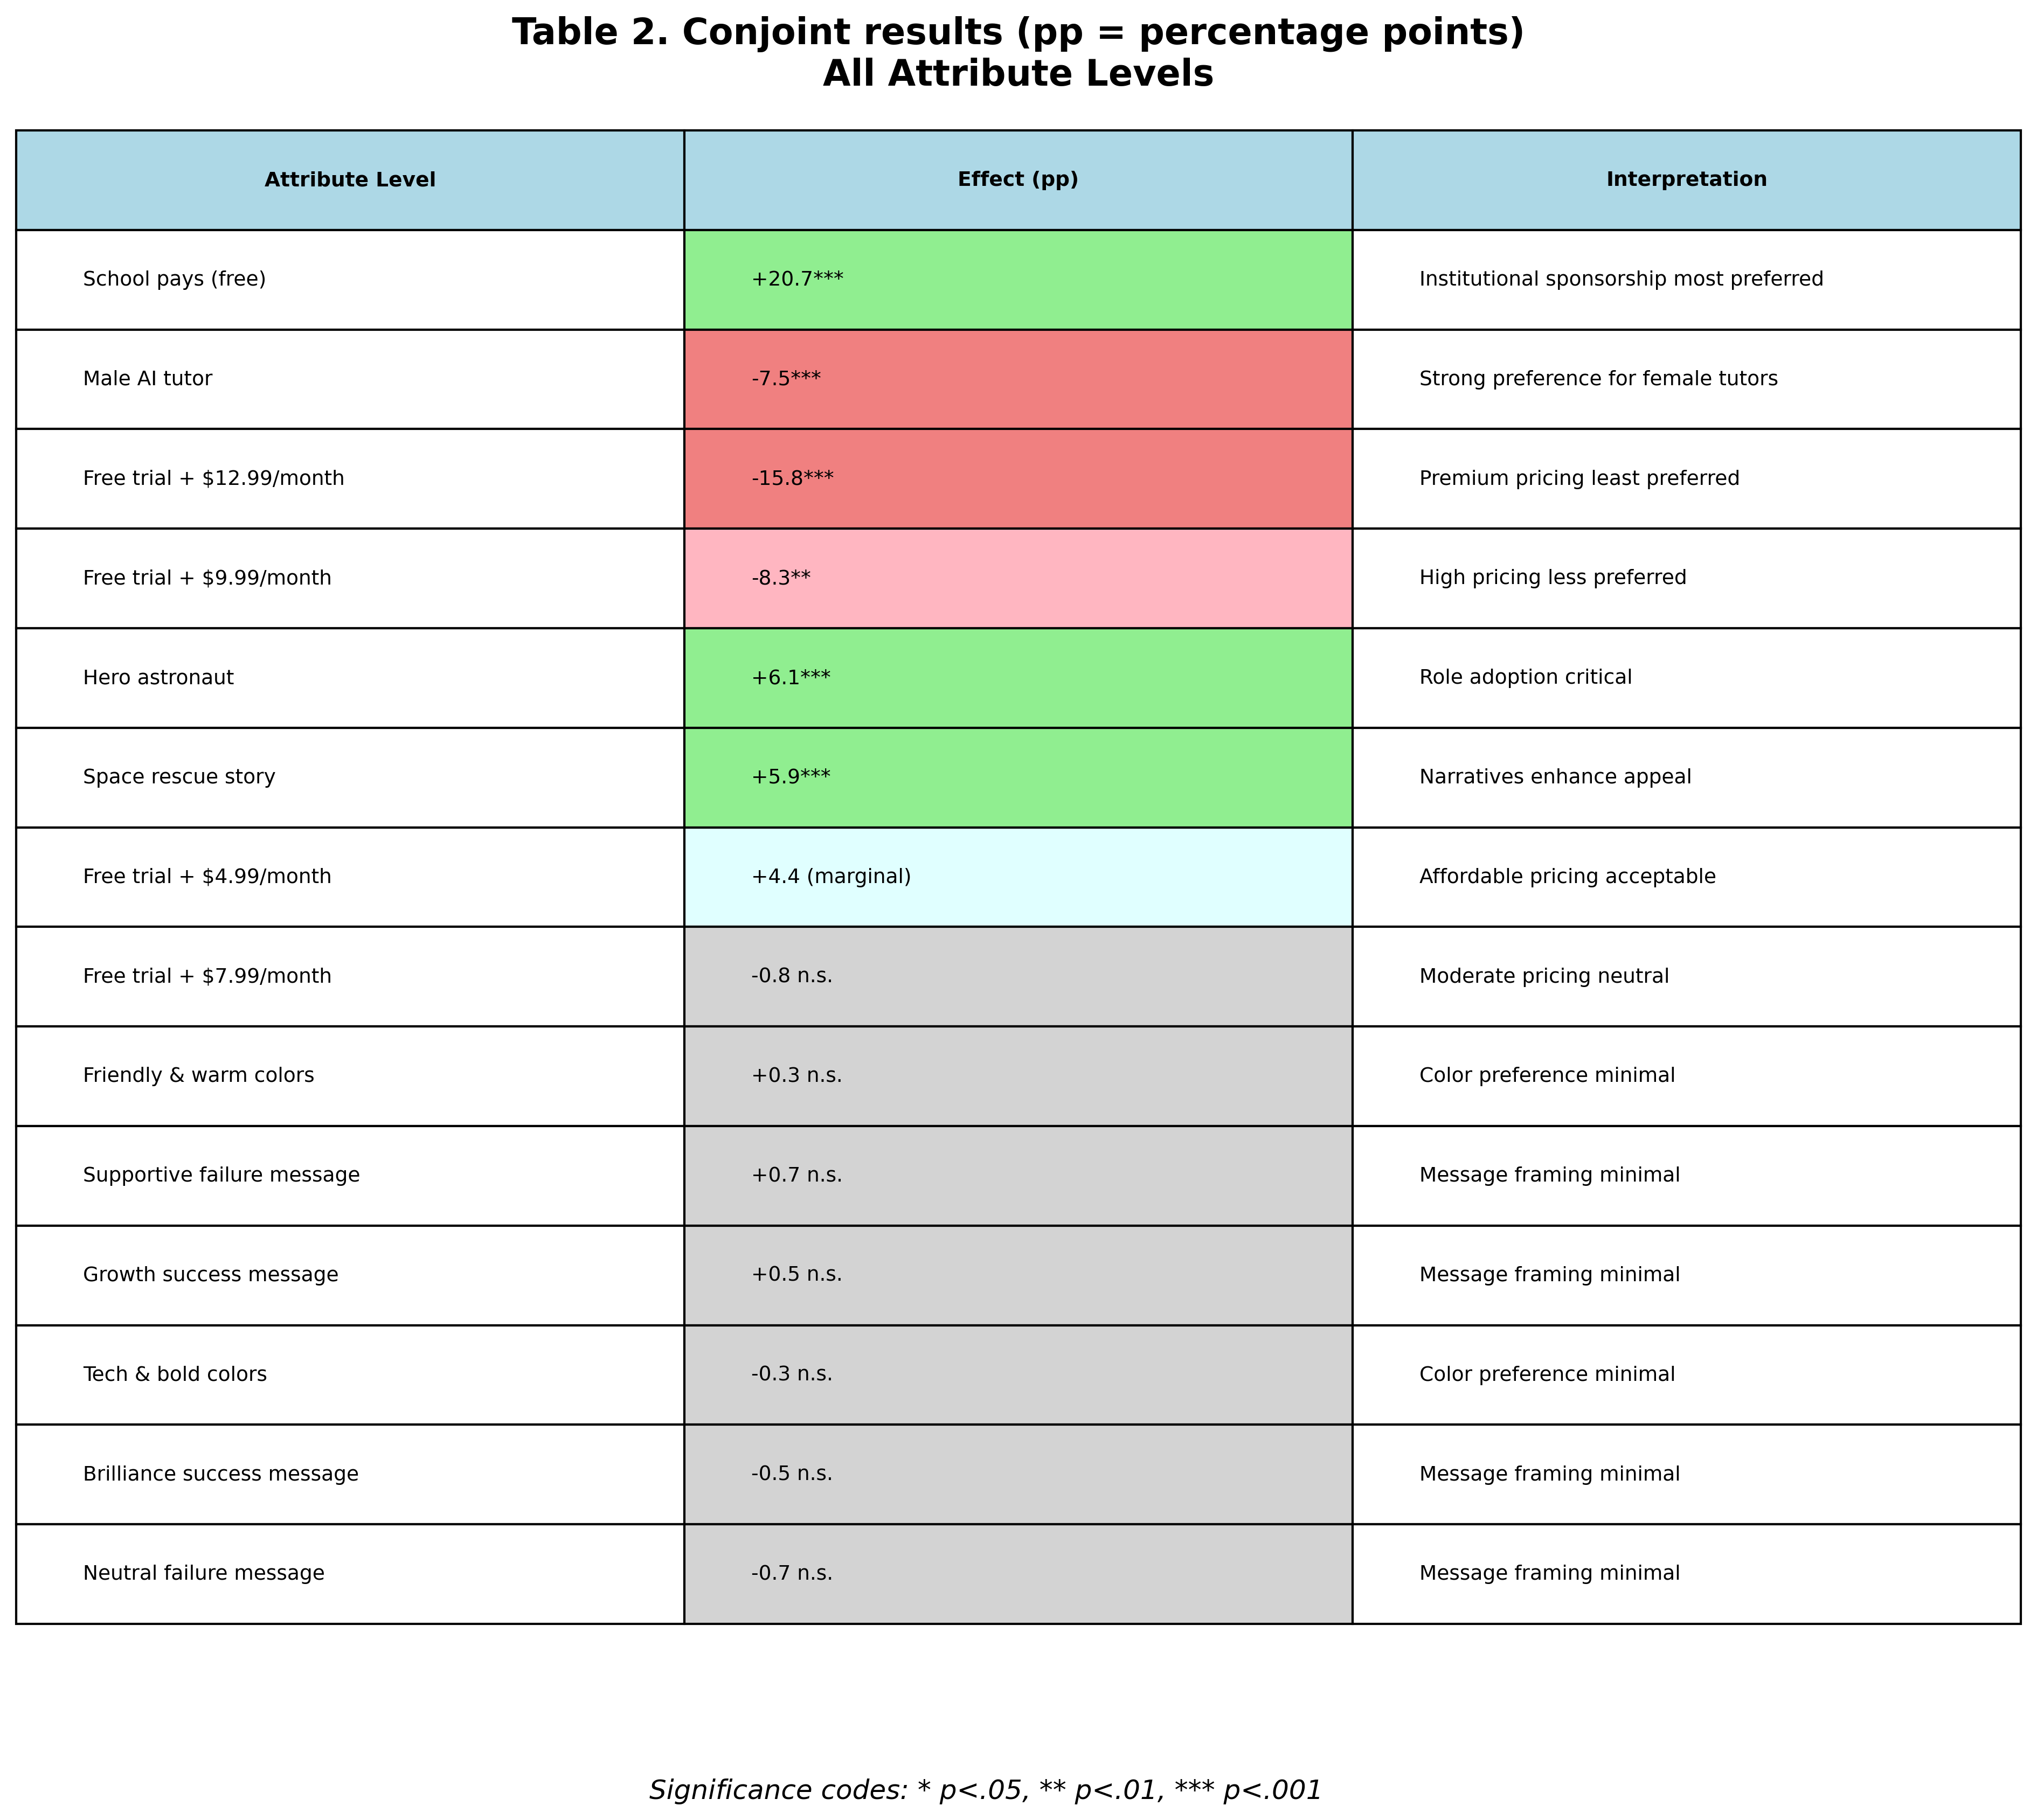 Table 2. Conjoint results (pp = percentage points)
All Attribute Levels
Attribute Level Effect (pp) Interpretation
School pays (free) +20.7*** Institutional sponsorship most preferred
Male AI tutor -7.5*** Strong preference for female tutors
Free trial + $12.99/month -15.8*** Premium pricing least preferred
Free trial + $9.99/month -8.3** High pricing less preferred
Hero astronaut +6.1*** Role adoption critical
Space rescue story +5.9*** Narratives enhance appeal
Free trial + $4.99/month +4.4 (marginal) Affordable pricing acceptable
Free trial + $7.99/month -0.8 n.s. Moderate pricing neutral
Friendly & warm colors +0.3 n.s. Color preference minimal
Supportive failure message +0.7 n.s. Message framing minimal
Growth success message +0.5 n.s. Message framing minimal
Tech & bold colors -0.3 n.s. Color preference minimal
Brilliance success message -0.5 n.s. Message framing minimal
Neutral failure message -0.7 n.s. Message framing minimal
Significance codes: * p<.05, ** p<.01, *** p<.001